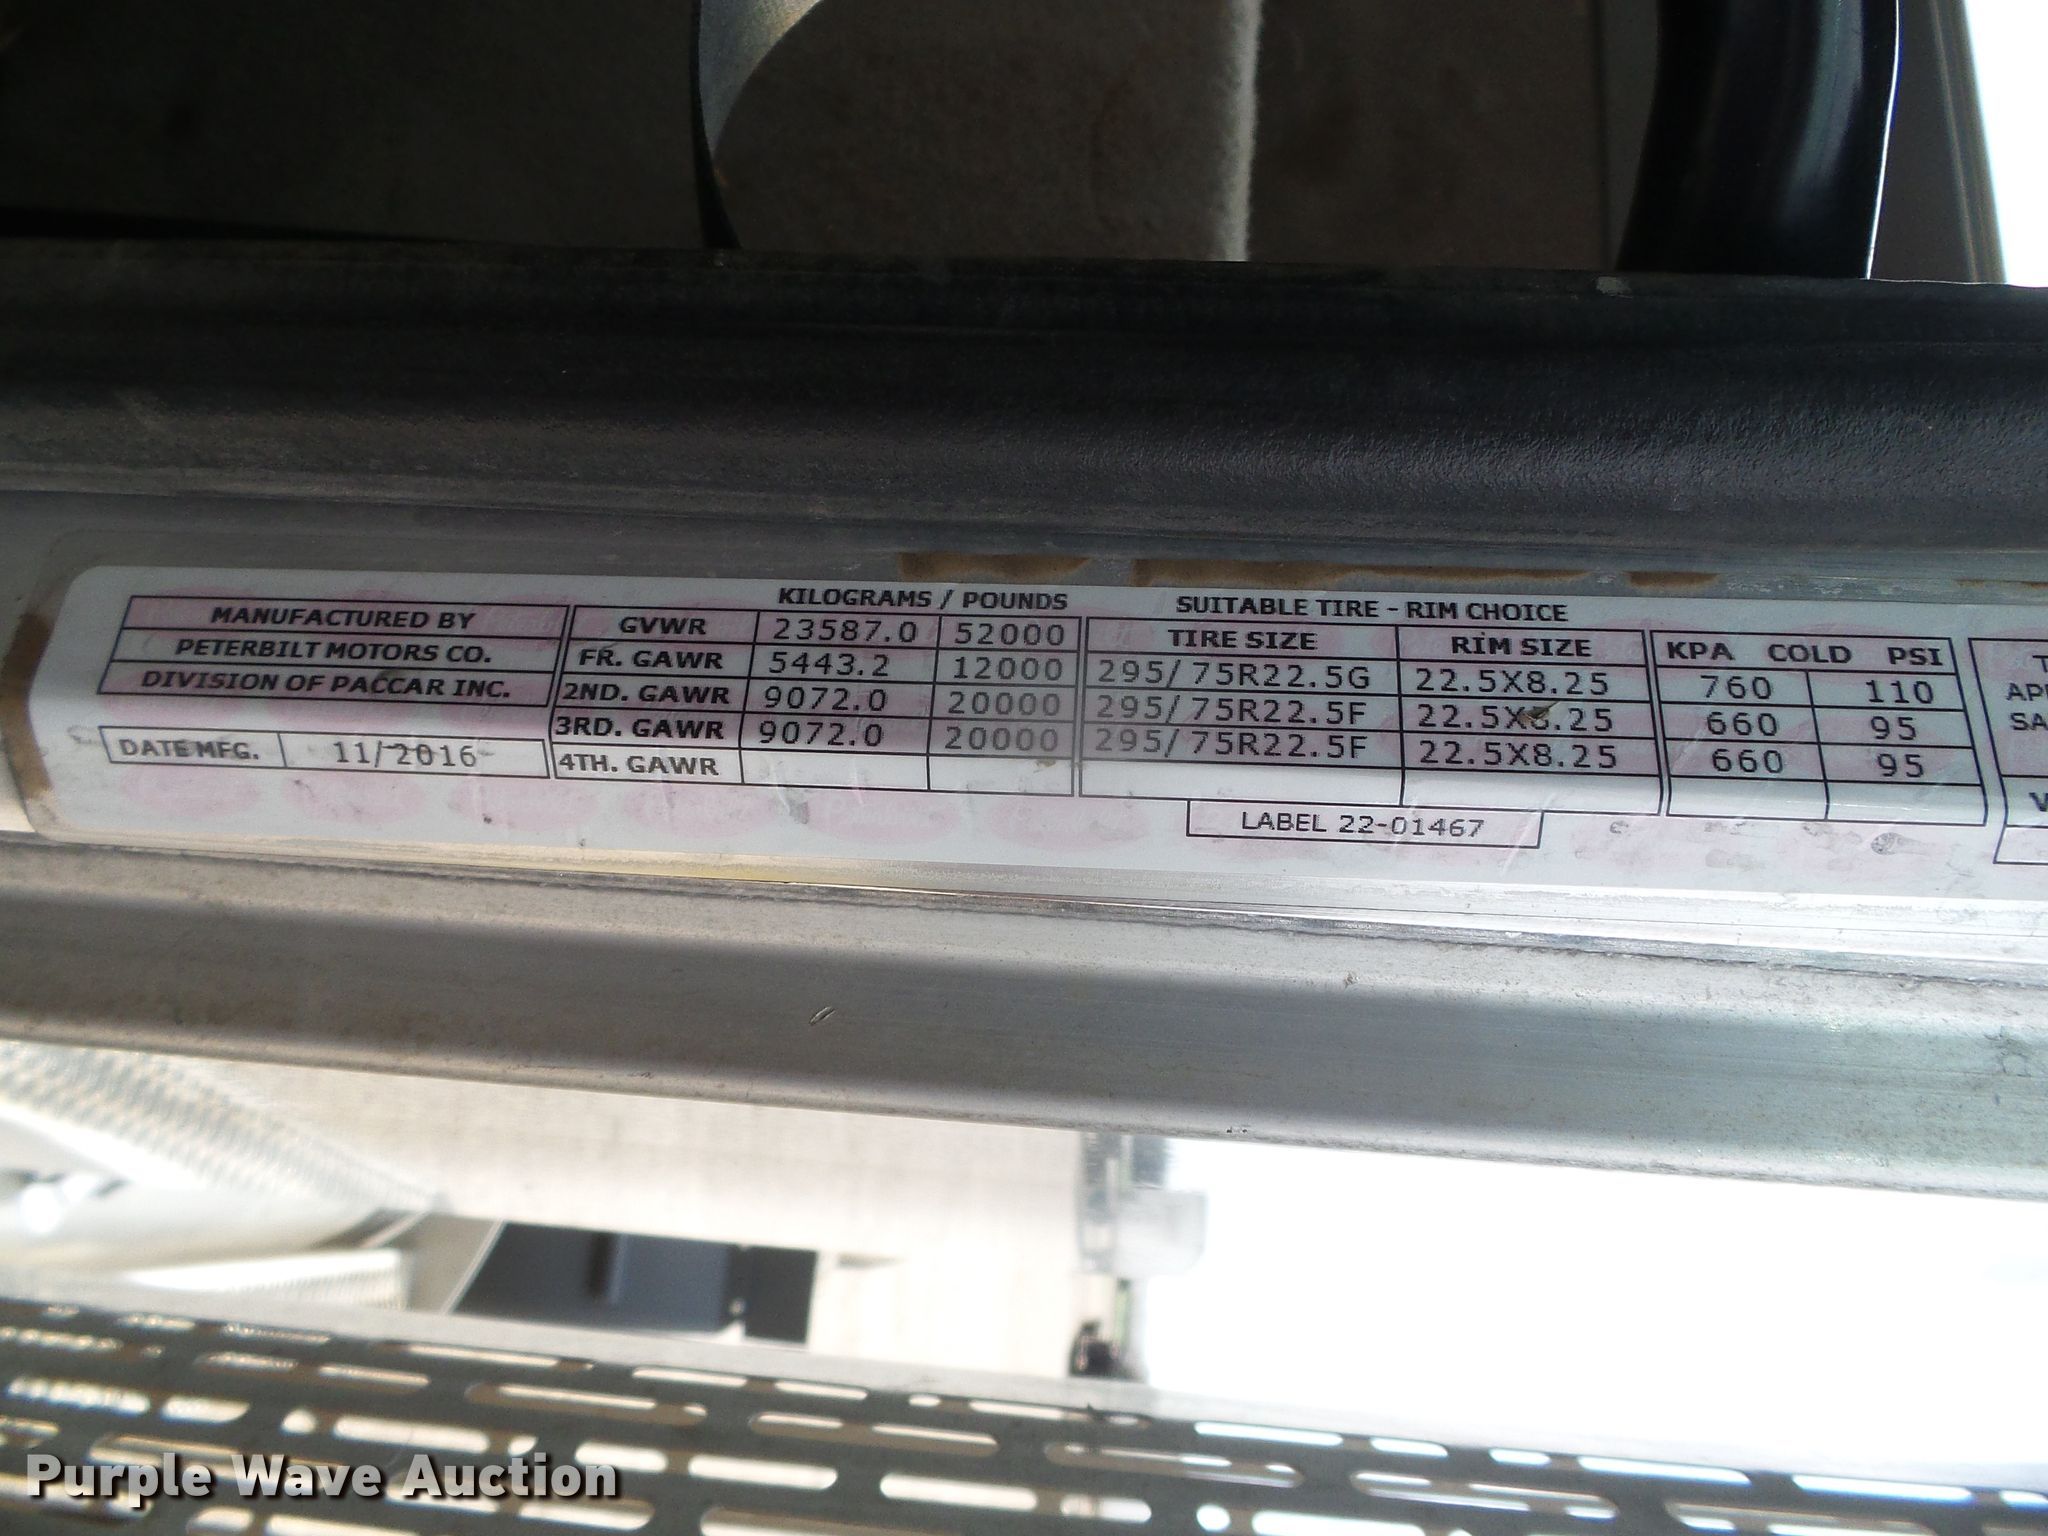 KILOGRAMS / POUNDS SUITABLE TIRE - RIM CHOICE
MANUFACTURED BY GVWR 23587.0 52000 TIRE SIZE RIM SIZE KPA COLD PSI
PETERBILT MOTORS CO. FR. GAWR 5443.2 12000 295/75R22.5G 22.5X8.25 760 110
DIVISION OF PACCAR INC. 2ND. GAWR 9072.0 20000 295/75R22.5F 22.5X8.25 660 95
3RD. GAWR 9072.0 20000 295/75R22.5F 22.5X8.25 660 95
DATE MFG. 11/2016 4TH. GAWR
LABEL 22-01467
Purple Wave Auction